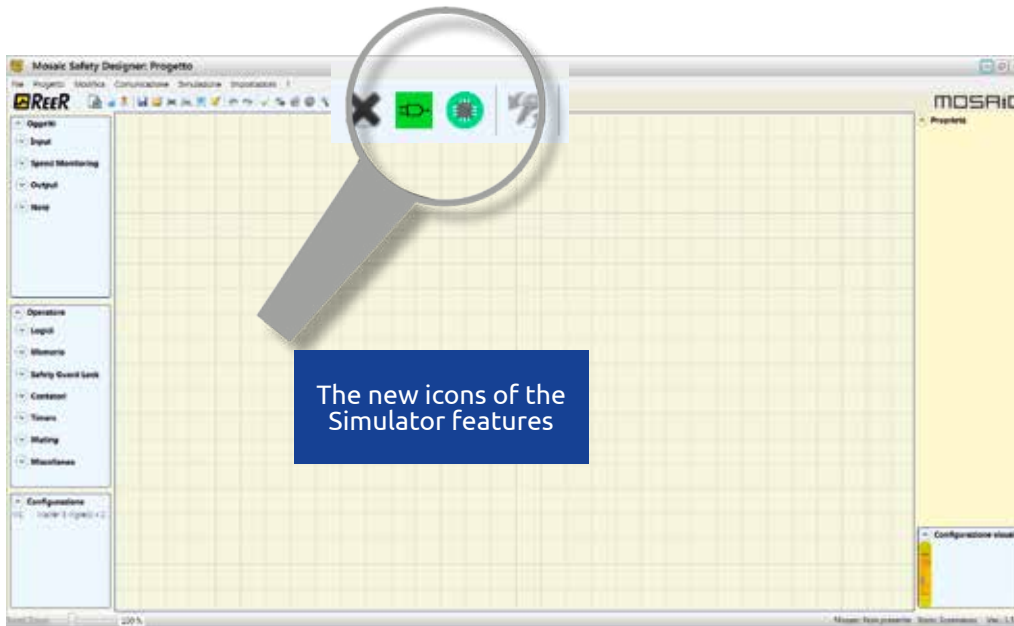 Mosaic Safety Designer: Progetto
File Progetto Modifica Comunicazione Simulazione Impostazioni ?
REER
MOSAIC
Oggetti
Input
Speed Monitoring
Output
Note
Proprietà
The new icons of the
Simulator features
Operatore
Logici
Memorie
Safety Guard Lock
Contatori
Timers
Muting
Miscellanea
Configurazione
Configurazione visual
100 %